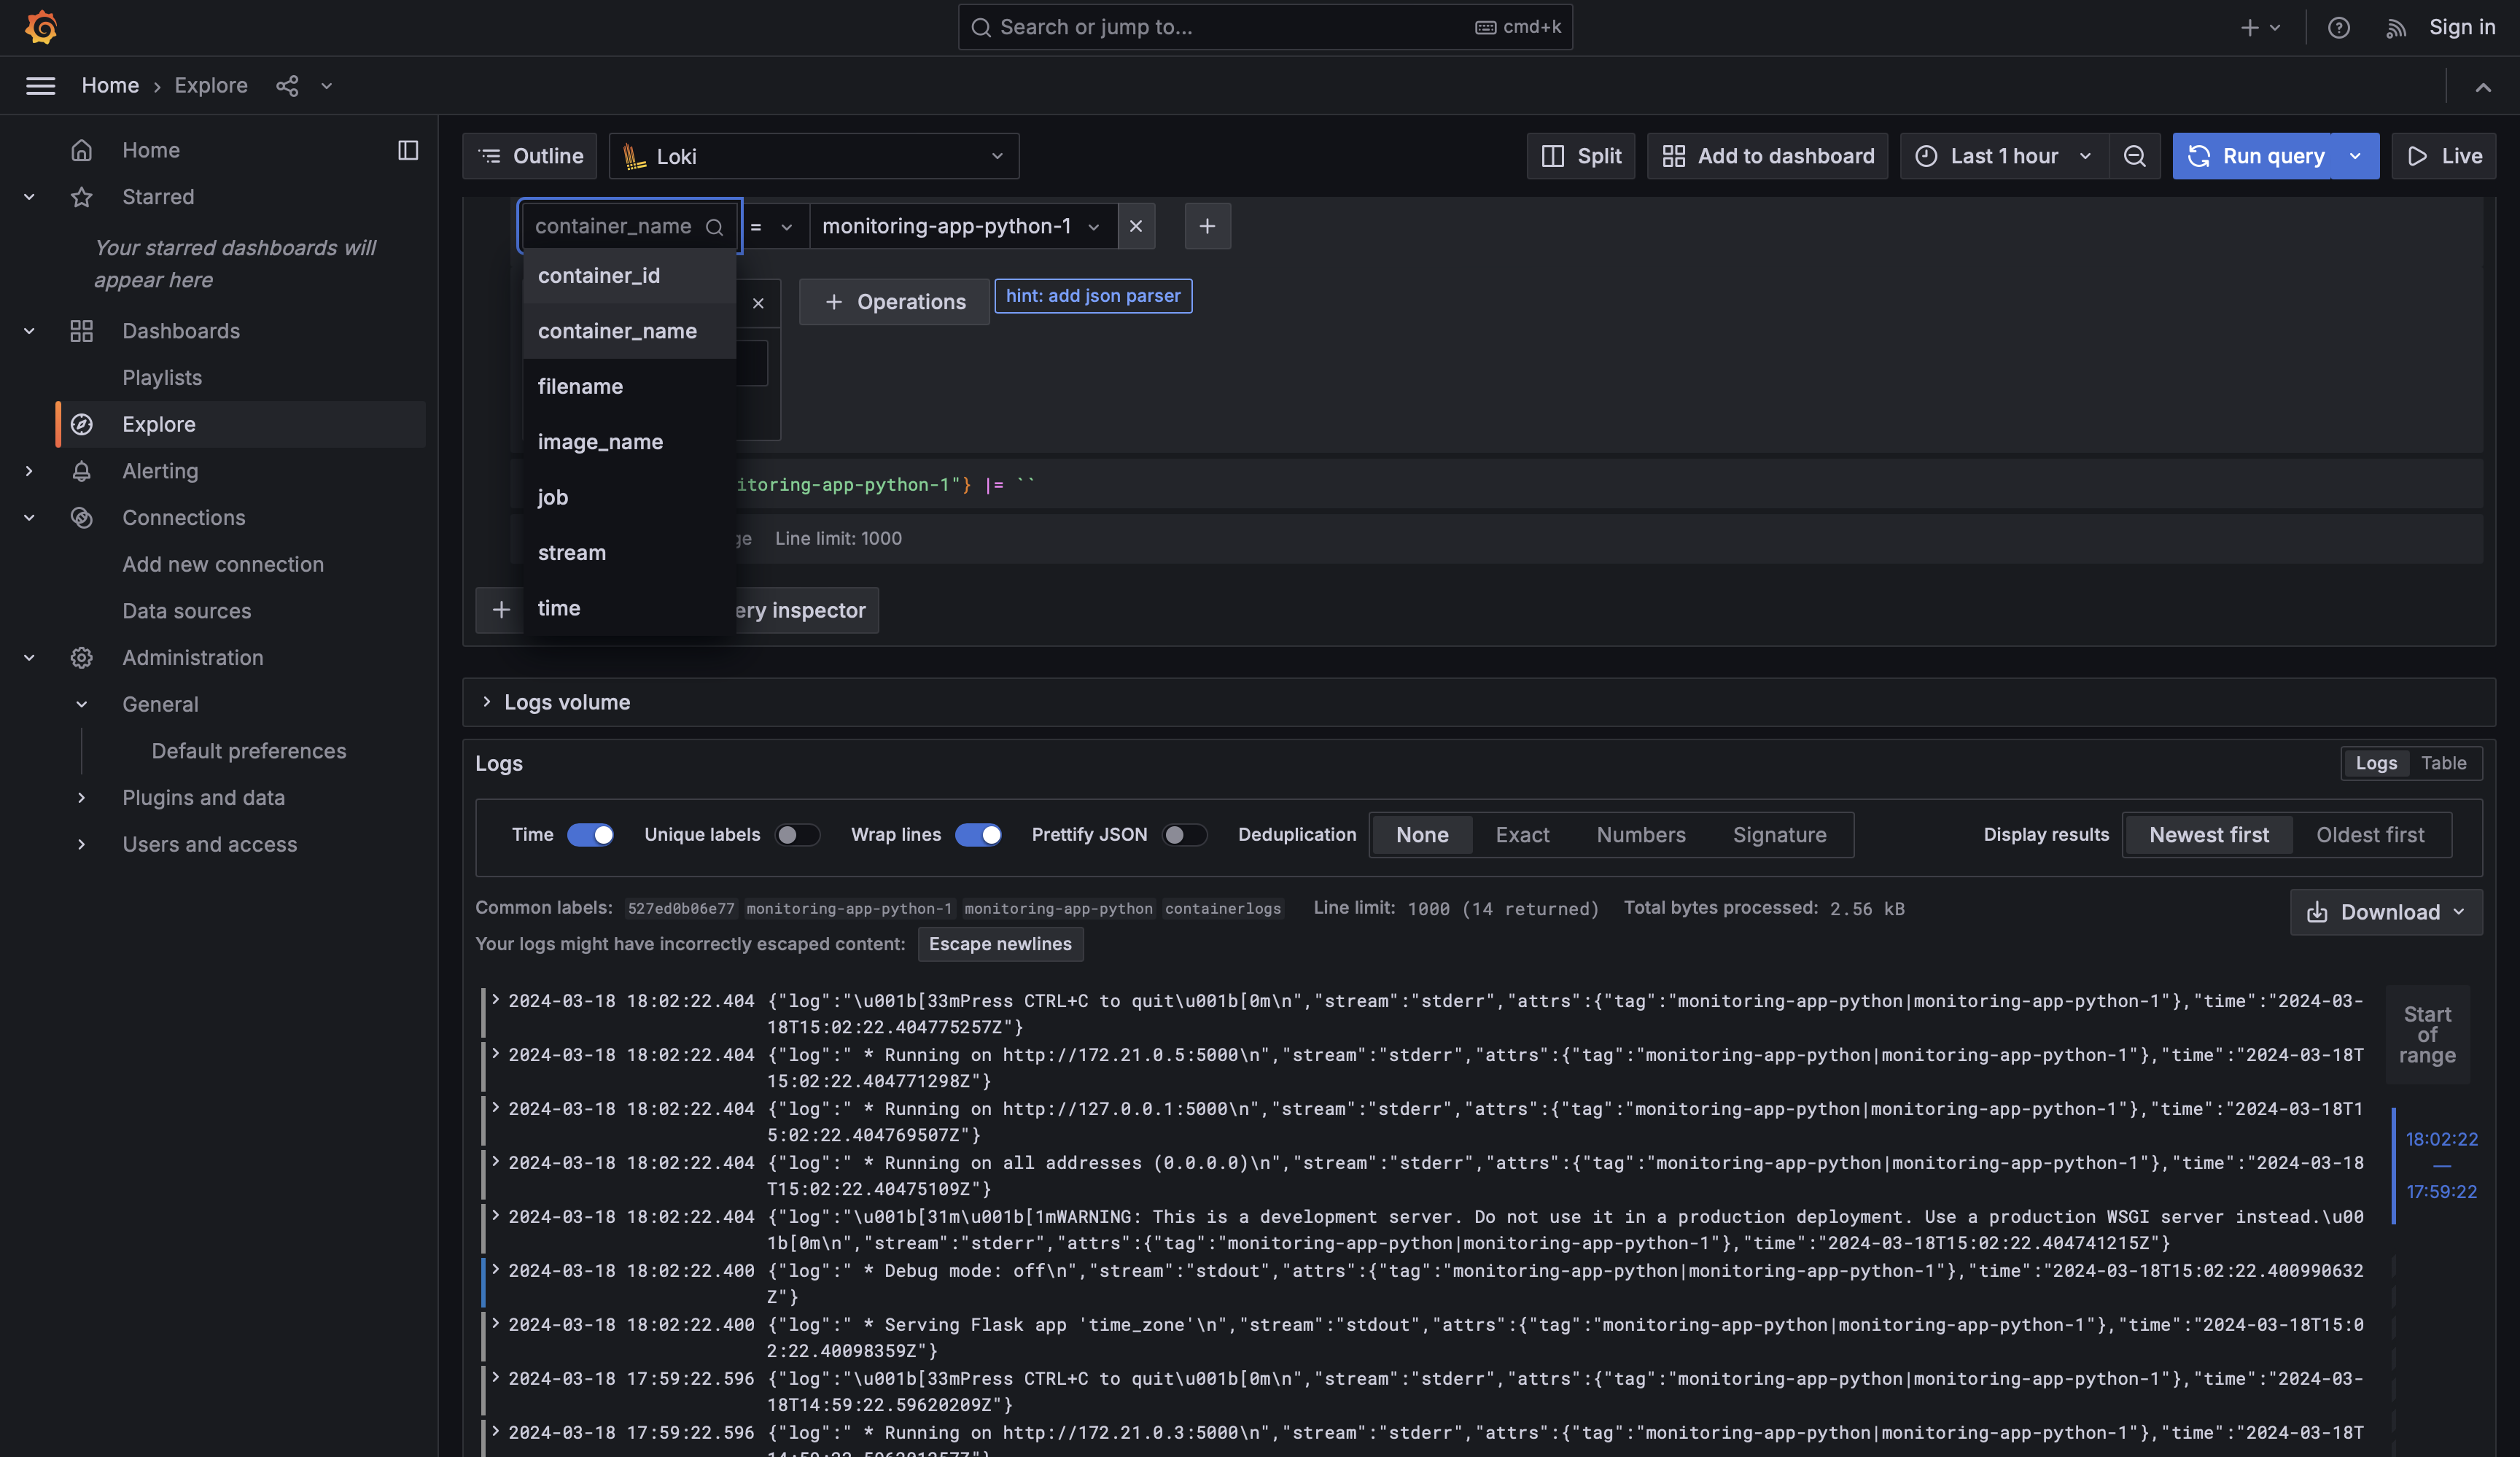 Search or jump to...
cmd+k
Sign in
Home › Explore
Home
Starred
Your starred dashboards will
appear here
Dashboards
Playlists
Explore
Alerting
Connections
Add new connection
Data sources
Administration
General
Default preferences
Plugins and data
Users and access
Outline
Loki
Split
Add to dashboard
Last 1 hour
Run query
Live
container_name
=
monitoring-app-python-1
container_id
container_name
filename
image_name
job
stream
time
Operations
hint: add json parser
itoring-app-python-1"} |= ``
ge Line limit: 1000
ery inspector
Logs volume
Logs
Logs Table
Time
Unique labels
Wrap lines
Prettify JSON
Deduplication
None Exact Numbers Signature
Display results
Newest first Oldest first
Common labels: 527ed0b06e77 monitoring-app-python-1 monitoring-app-python containerlogs Line limit: 1000 (14 returned) Total bytes processed: 2.56 kB
Download
Your logs might have incorrectly escaped content: Escape newlines
2024-03-18 18:02:22.404 {"log":"\u001b[33mPress CTRL+C to quit\u001b[0m\n","stream":"stderr","attrs":{"tag":"monitoring-app-python|monitoring-app-python-1"},"time":"2024-03-
18T15:02:22.404775257Z"}
2024-03-18 18:02:22.404 {"log":" * Running on http://172.21.0.5:5000\n","stream":"stderr","attrs":{"tag":"monitoring-app-python|monitoring-app-python-1"},"time":"2024-03-18T
15:02:22.404771298Z"}
2024-03-18 18:02:22.404 {"log":" * Running on http://127.0.0.1:5000\n","stream":"stderr","attrs":{"tag":"monitoring-app-python|monitoring-app-python-1"},"time":"2024-03-18T1
5:02:22.404769507Z"}
2024-03-18 18:02:22.404 {"log":" * Running on all addresses (0.0.0.0)\n","stream":"stderr","attrs":{"tag":"monitoring-app-python|monitoring-app-python-1"},"time":"2024-03-18
T15:02:22.40475109Z"}
2024-03-18 18:02:22.404 {"log":"\u001b[31m\u001b[1mWARNING: This is a development server. Do not use it in a production deployment. Use a production WSGI server instead.\u00
1b[0m\n","stream":"stderr","attrs":{"tag":"monitoring-app-python|monitoring-app-python-1"},"time":"2024-03-18T15:02:22.404741215Z"}
2024-03-18 18:02:22.400 {"log":" * Debug mode: off\n","stream":"stdout","attrs":{"tag":"monitoring-app-python|monitoring-app-python-1"},"time":"2024-03-18T15:02:22.400990632
Z"}
2024-03-18 18:02:22.400 {"log":" * Serving Flask app 'time_zone'\n","stream":"stdout","attrs":{"tag":"monitoring-app-python|monitoring-app-python-1"},"time":"2024-03-18T15:0
2:22.40098359Z"}
2024-03-18 17:59:22.596 {"log":"\u001b[33mPress CTRL+C to quit\u001b[0m\n","stream":"stderr","attrs":{"tag":"monitoring-app-python|monitoring-app-python-1"},"time":"2024-03-
18T14:59:22.59620209Z"}
2024-03-18 17:59:22.596 {"log":" * Running on http://172.21.0.3:5000\n","stream":"stderr","attrs":{"tag":"monitoring-app-python|monitoring-app-python-1"},"time":"2024-03-18T
Start
of
range
18:02:22
—
17:59:22